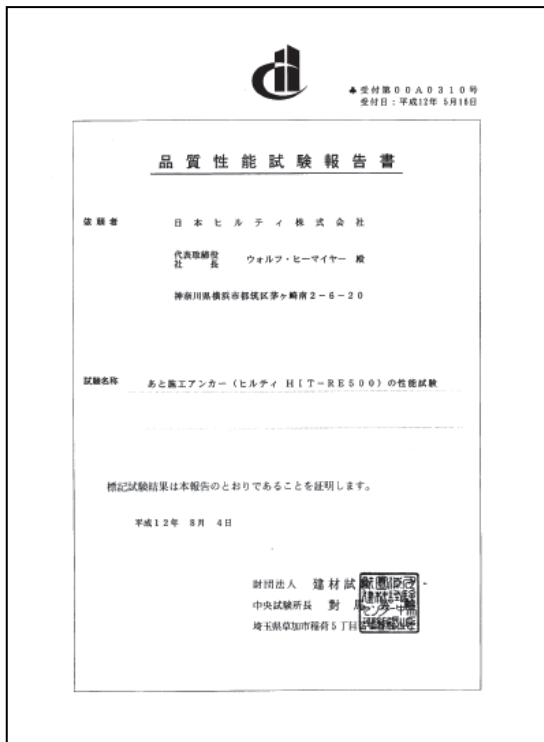 ♣受付第00A0310号
受付日：平成12年 5月18日
品質性能試験報告書
依頼者 日本ヒルティ株式会社
代表取締役
社長 ウォルフ・ヒーマイヤー 殿
神奈川県横浜市都筑区茅ヶ崎南2－6－20
試験名称 あと施工アンカー（ヒルティ HIT－RE500）の性能試験
標記試験結果は本報告のとおりであることを証明します。
平成12年 8月 4日
財団法人 建材試
中央試験所長 對
埼玉県草加市稲荷5丁目